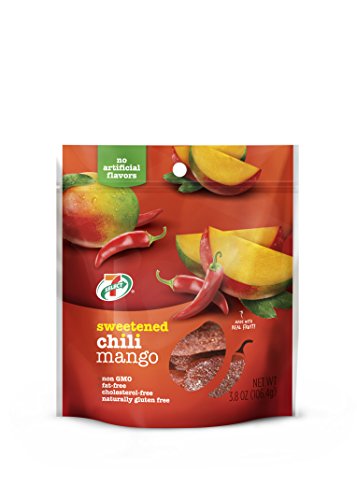 no
artificial
flavors
7
SELECT
sweetened
chili
mango
MADE WITH
REAL FRUIT!
non GMO
fat-free
cholesterol-free
naturally gluten free
NET WT
3.8 OZ (106.4g)